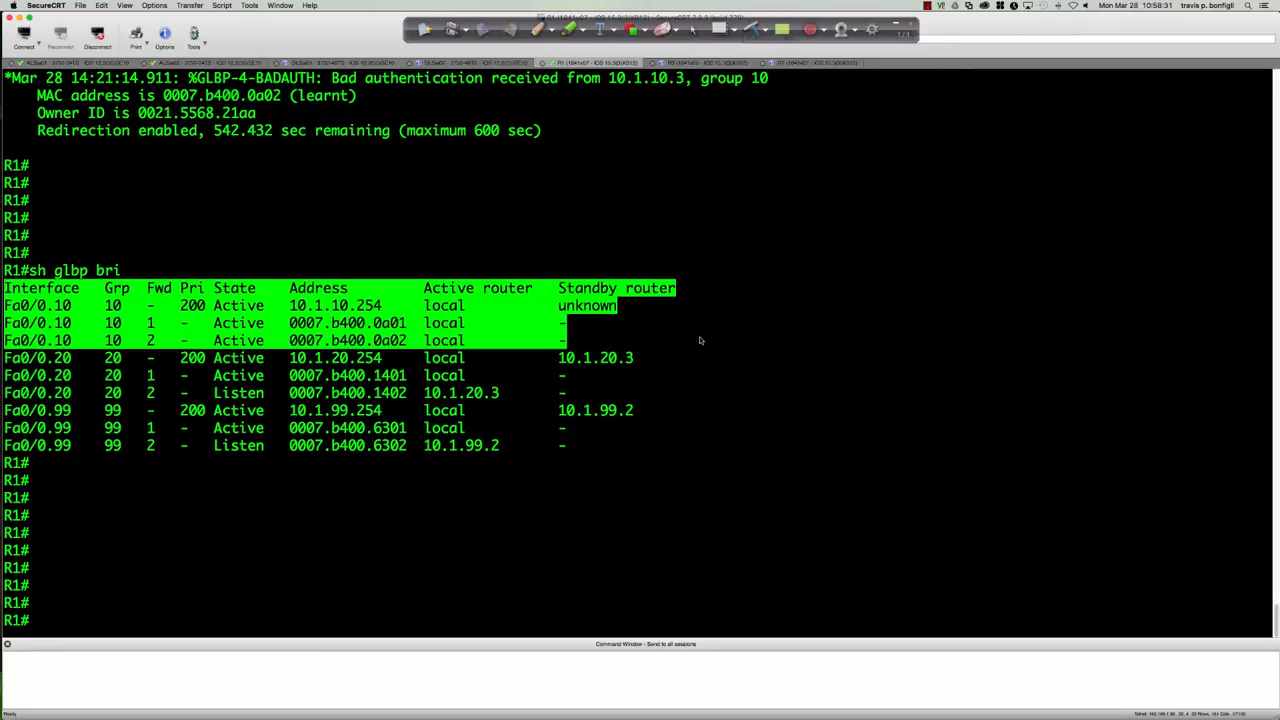 SecureCRT File Edit View Options Transfer Script Tools Window Help Mon Mar 28 10:58:31 travis p. bonfigli
Connect Reconnect Disconnect Print Options Tools
1/1
*Mar 28 14:21:14.911: %GLBP-4-BADAUTH: Bad authentication received from 10.1.10.3, group 10
MAC address is 0007.b400.0a02 (learnt)
Owner ID is 0021.5568.21aa
Redirection enabled, 542.432 sec remaining (maximum 600 sec)
R1#
R1#
R1#
R1#
R1#
R1#
R1#sh glbp bri
Interface Grp Fwd Pri State Address Active router Standby router
Fa0/0.10 10 - 200 Active 10.1.10.254 local unknown
Fa0/0.10 10 1 - Active 0007.b400.0a01 local -
Fa0/0.10 10 2 - Active 0007.b400.0a02 local -
Fa0/0.20 20 - 200 Active 10.1.20.254 local 10.1.20.3
Fa0/0.20 20 1 - Active 0007.b400.1401 local -
Fa0/0.20 20 2 - Listen 0007.b400.1402 10.1.20.3 -
Fa0/0.99 99 - 200 Active 10.1.99.254 local 10.1.99.2
Fa0/0.99 99 1 - Active 0007.b400.6301 local -
Fa0/0.99 99 2 - Listen 0007.b400.6302 10.1.99.2 -
R1#
R1#
R1#
R1#
R1#
R1#
R1#
R1#
R1#
R1#
Command Window - Send to all sessions
Ready